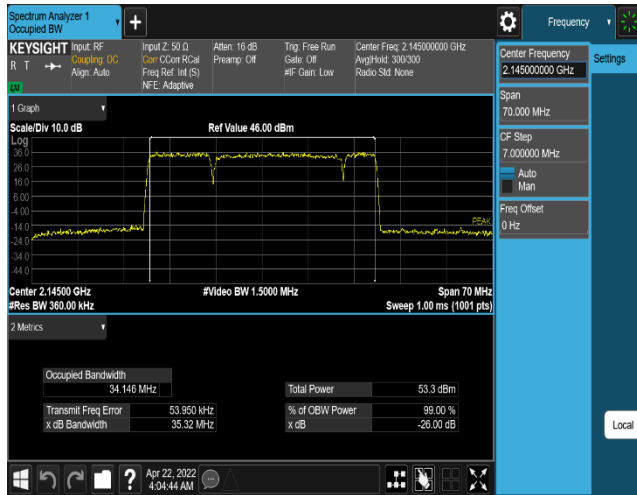 Spectrum Analyzer 1
Occupied BW
Frequency
KEYSIGHT
R T
Input: RF
Coupling: DC
Align: Auto
Input Z: 50 Ω
Corr CCorr RCal
Freq Ref: Int (S)
NFE: Adaptive
Atten: 16 dB
Preamp: Off
Trig: Free Run
Gate: Off
#IF Gain: Low
Center Freq: 2.145000000 GHz
Avg|Hold: 300/300
Radio Std: None
1 Graph
Scale/Div 10.0 dB
Ref Value 46.00 dBm
Log
36.0
26.0
16.0
6.00
-4.00
-14.0
-24.0
-34.0
-44.0
PEAK
Center 2.14500 GHz
#Video BW 1.5000 MHz
Span 70 MHz
#Res BW 360.00 kHz
Sweep 1.00 ms (1001 pts)
2 Metrics
Occupied Bandwidth
34.146 MHz
Total Power
53.3 dBm
Transmit Freq Error
53.950 kHz
% of OBW Power
99.00 %
x dB Bandwidth
35.32 MHz
x dB
-26.00 dB
?
Apr 22, 2022
4:04:44 AM
Center Frequency
2.145000000 GHz
Settings
Span
70.000 MHz
CF Step
7.000000 MHz
Auto
Man
Freq Offset
0 Hz
Local